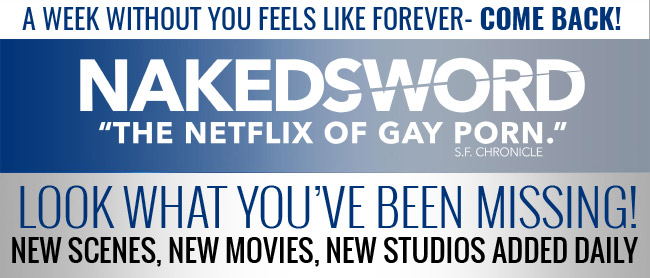 A WEEK WITHOUT YOU FEELS LIKE FOREVER- COME BACK!
NAKEDSWORD
“THE NETFLIX OF GAY PORN.”
S.F. CHRONICLE
LOOK WHAT YOU’VE BEEN MISSING!
NEW SCENES, NEW MOVIES, NEW STUDIOS ADDED DAILY